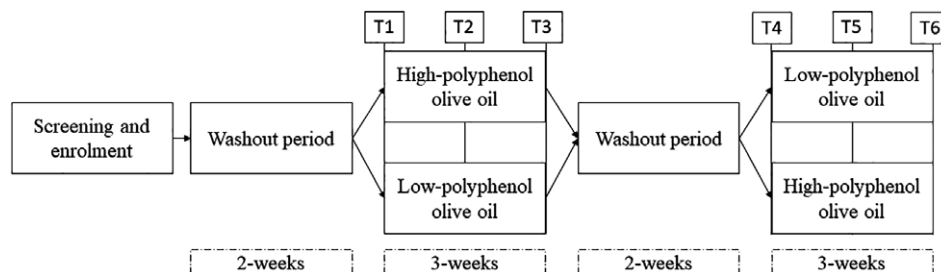 T1
T2
T3
T4
T5
T6
High-polyphenol
olive oil
Low-polyphenol
olive oil
Screening and
enrolment
Washout period
Washout period
Low-polyphenol
olive oil
High-polyphenol
olive oil
2-weeks
3-weeks
2-weeks
3-weeks